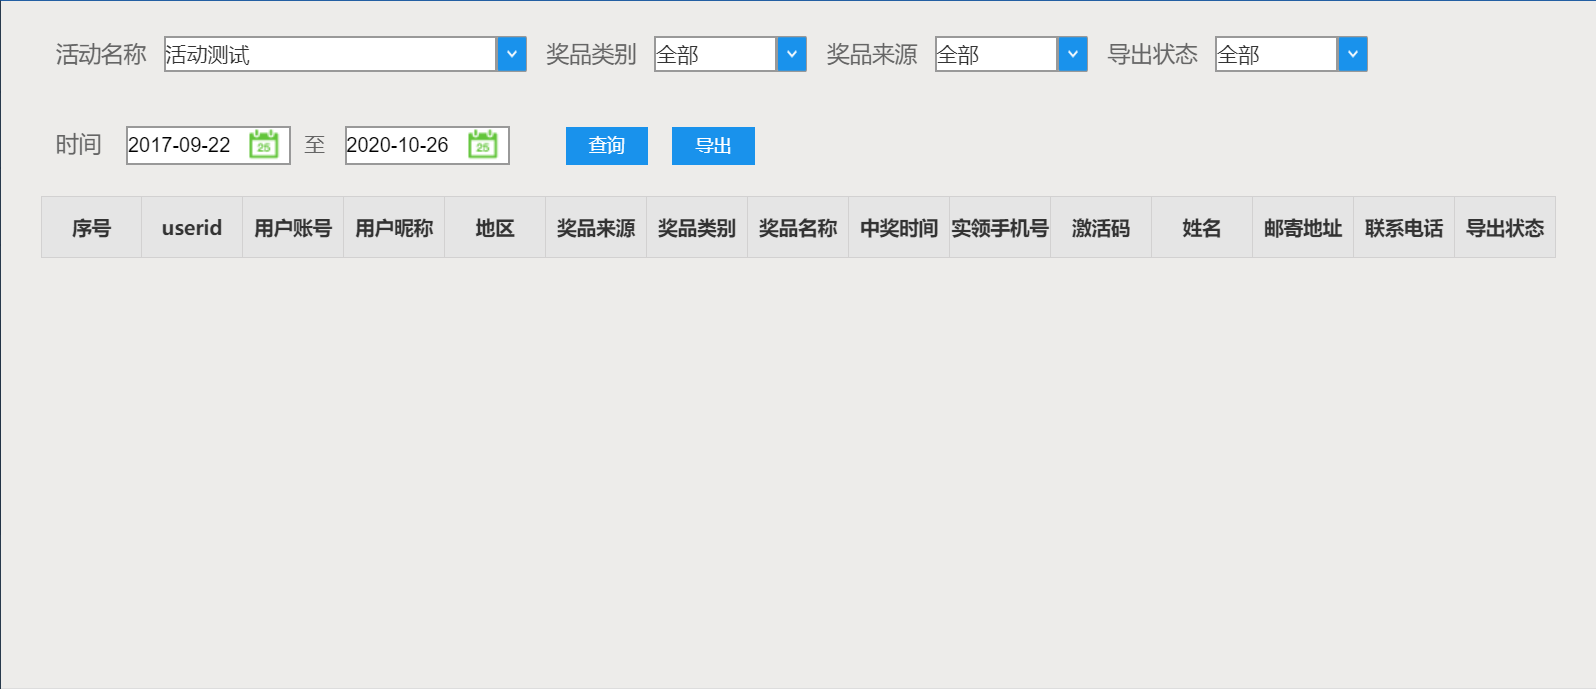 活动名称 活动测试 奖品类别 全部 奖品来源 全部 导出状态 全部
时间 2017-09-22 25 至 2020-10-26 25 查询 导出
序号 userid 用户账号 用户昵称 地区 奖品来源 奖品类别 奖品名称 中奖时间 实领手机号 激活码 姓名 邮寄地址 联系电话 导出状态